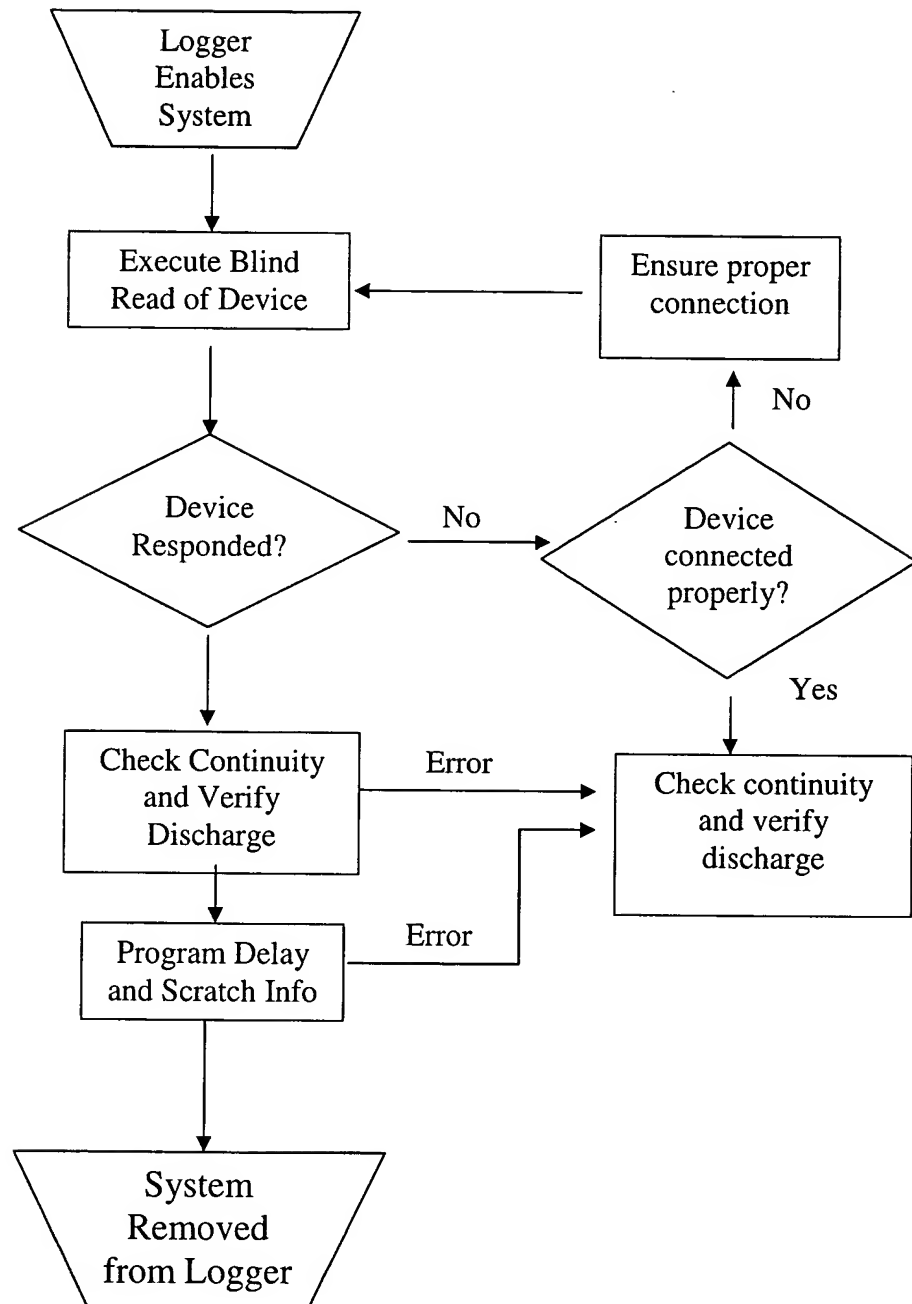 Logger
Enables
System
Execute Blind
Read of Device
Ensure proper
connection
No
Device
Responded?
No
Device
connected
properly?
Yes
Check Continuity
and Verify
Discharge
Error
Check continuity
and verify
discharge
Program Delay
and Scratch Info
Error
System
Removed
from Logger